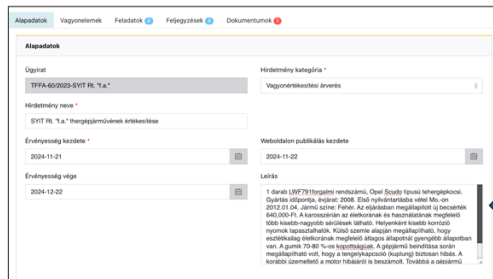 Alapadatok Vagyonelemek Feladatok 0 Feljegyzések 0 Dokumentumok
Alapadatok
Ügyirat
Hirdetmény kategória *
TFFA-60/2023-SYIT Rt. "f.a."
Vagyonértékesítési árverés
Hirdetmény neve *
SYIT Rt. "f.a." thergépjárművének értékesítése
Érvényesség kezdete *
Weboldalon publikálás kezdete
2024-11-21
2024-11-22
Érvényesség vége
Leírás
2024-12-22
1 darab LWF791forgalmi rendszámú, Opel Scudo típusú tehergépkocsi.
Gyártás időpontja, évjárat: 2008. Első nyilvántartásba vétel Mo.-on
2012.01.04. Jármű színe: Fehér. Az eljárásban megállapított új becsérték
640.000-Ft. A karosszérián az életkorának és használatának megfelelő
több kisebb-nagyobb sérülések látható. Helyenként kisebb korrózió
nyomok tapasztalhatók. Külső szemle alapján megállapítható, hogy
esztétikailag életkorának megfelelő átlagos állapotnál gyengébb állapotban
van. A gumik 70-80 %-os kopottságúak. A gépjármű beindítása során
megállapítható volt, hogy a tengelykapcsoló (kuplung) biztosan hibás. A
korábbi üzemeltető a motor hibájáról is beszámolt. Továbbá a gépjármű